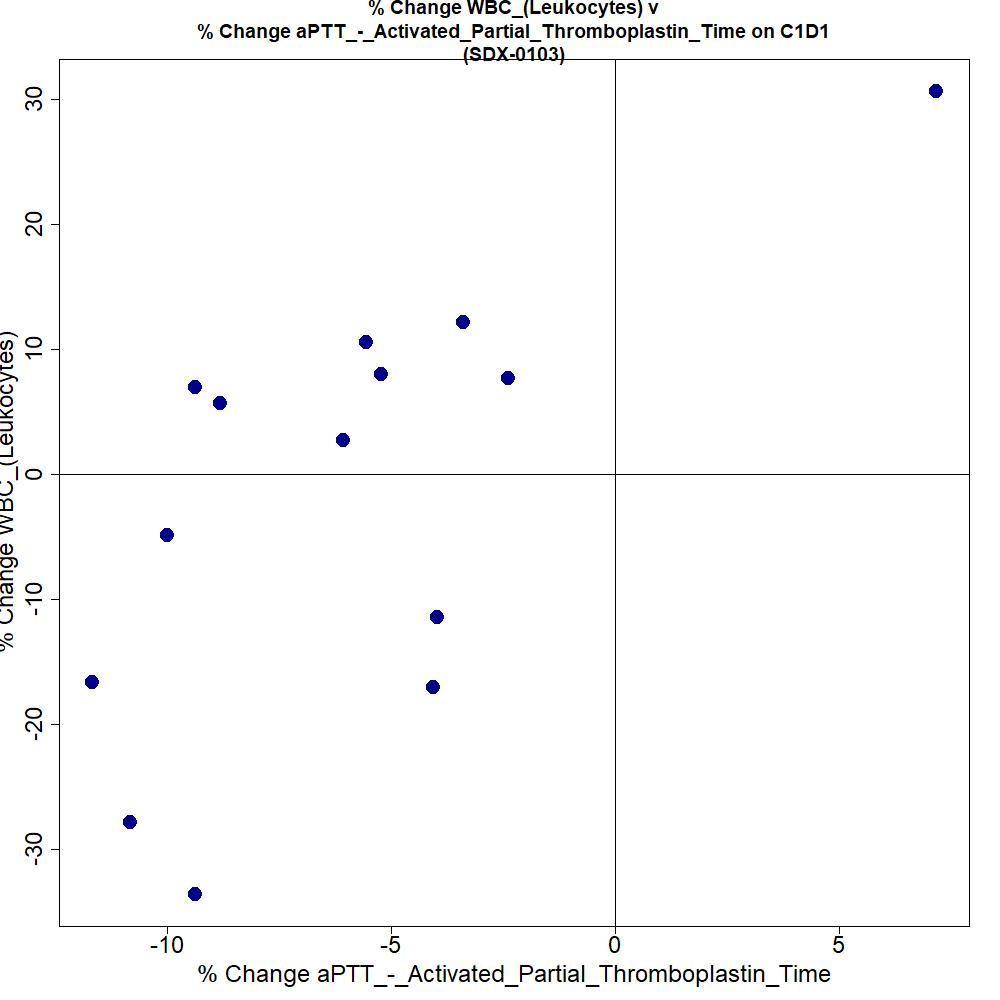 % Change WBC_(Leukocytes) v
% Change aPTT_-_Activated_Partial_Thromboplastin_Time on C1D1
(SDX-0103)
% Change WBC_(Leukocytes)
30
20
10
0
-10
-20
-30
-10
-5
0
5
% Change aPTT_-_Activated_Partial_Thromboplastin_Time